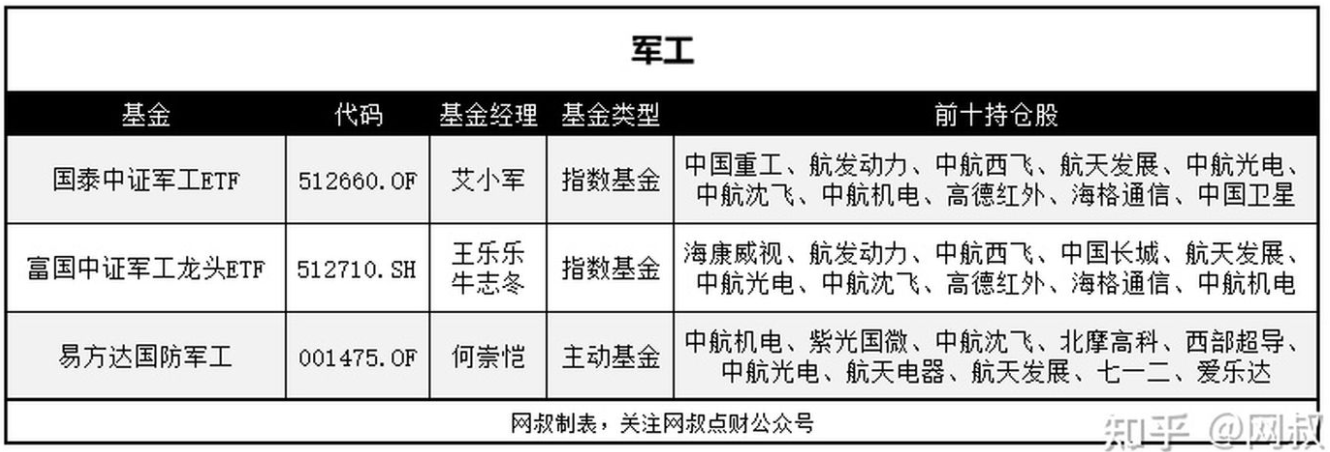 军工
基金 代码 基金经理 基金类型 前十持仓股
国泰中证军工ETF 512660.OF 艾小军 指数基金 中国重工、航发动力、中航西飞、航天发展、中航光电、
中航沈飞、中航机电、高德红外、海格通信、中国卫星
富国中证军工龙头ETF 512710.SH 王乐乐
牛志冬 指数基金 海康威视、航发动力、中航西飞、中国长城、航天发展、
中航光电、中航沈飞、高德红外、海格通信、中航机电
易方达国防军工 001475.OF 何崇恺 主动基金 中航机电、紫光国微、中航沈飞、北摩高科、西部超导、
中航光电、航天电器、航天发展、七一二、爱乐达
网叔制表，关注网叔点财公众号
知乎 @网叔